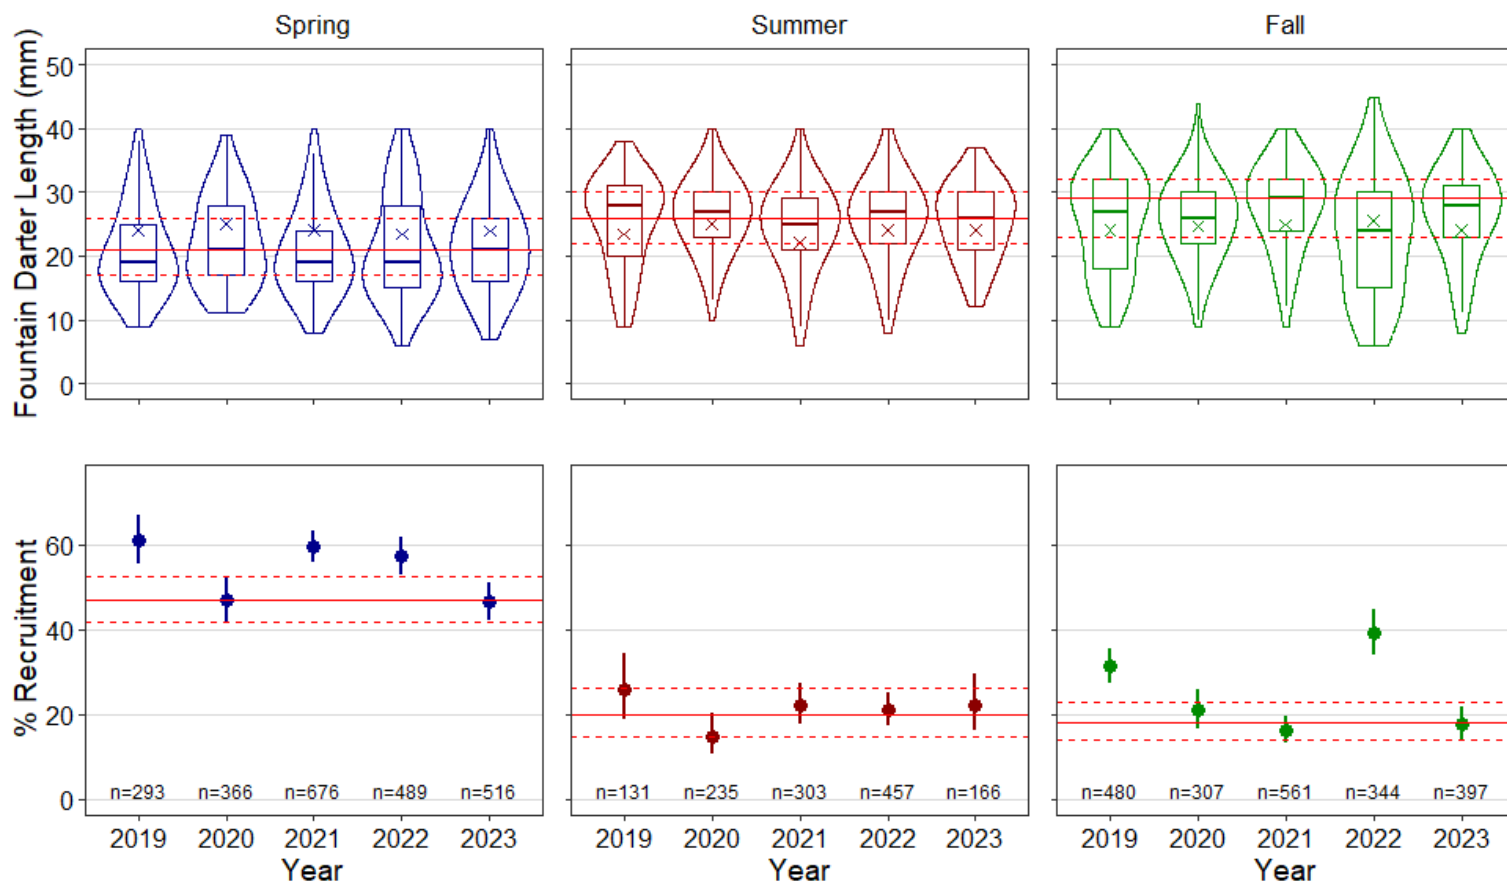 Spring Summer Fall
Fountain Darter Length (mm)
50
40
30
20
10
0
% Recruitment
60
40
20
0
n=293 n=366 n=676 n=489 n=516
n=131 n=235 n=303 n=457 n=166
n=480 n=307 n=561 n=344 n=397
2019 2020 2021 2022 2023
2019 2020 2021 2022 2023
2019 2020 2021 2022 2023
Year Year Year